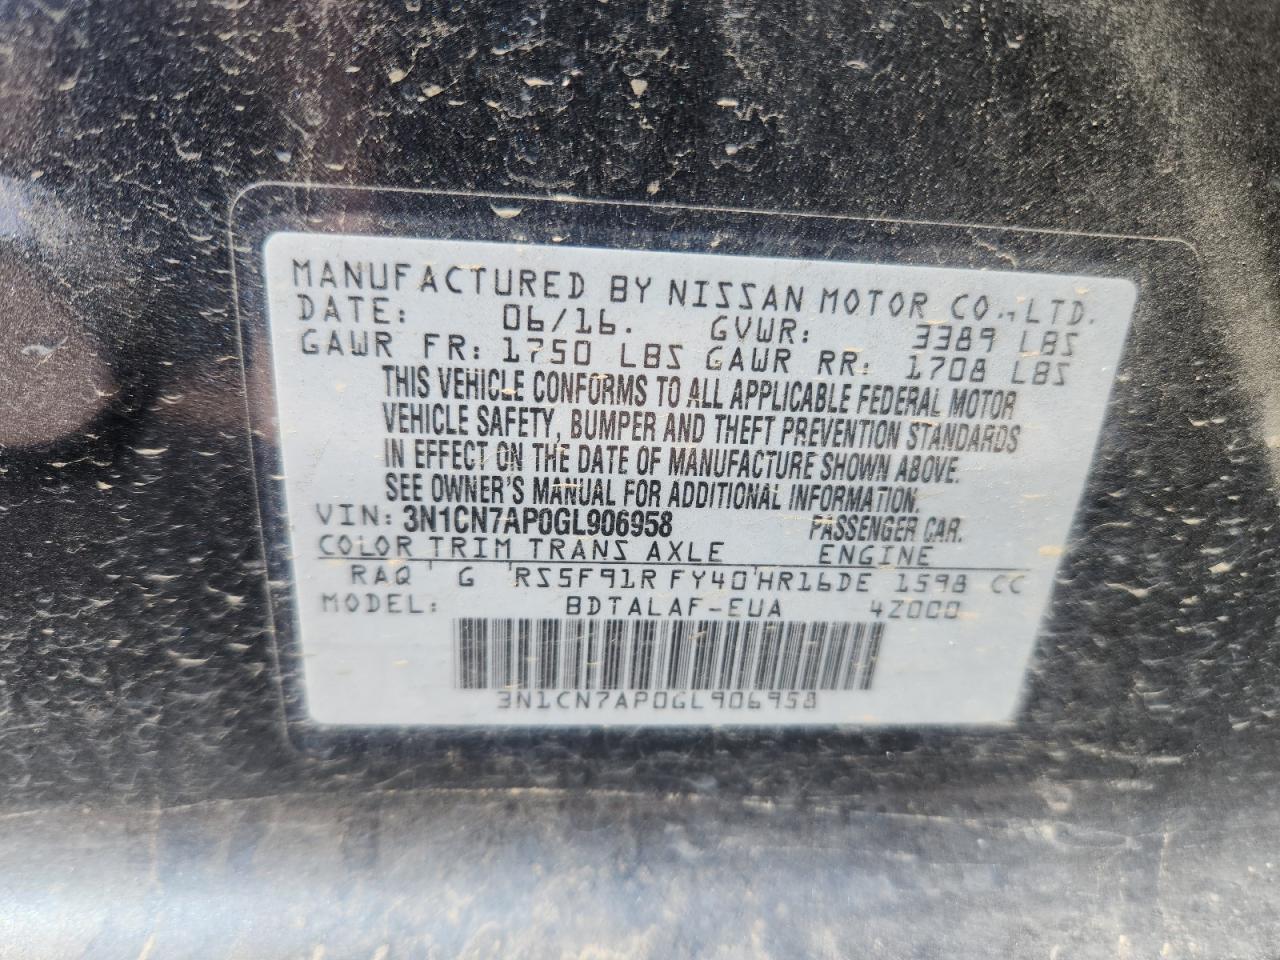 MANUFACTURED BY NISSAN MOTOR CO., LTD.
DATE: 06/16. GVWR: 3389 LBS
GAWR FR: 1750 LBS GAWR RR: 1708 LBS
THIS VEHICLE CONFORMS TO ALL APPLICABLE FEDERAL MOTOR
VEHICLE SAFETY, BUMPER AND THEFT PREVENTION STANDARDS
IN EFFECT ON THE DATE OF MANUFACTURE SHOWN ABOVE.
SEE OWNER'S MANUAL FOR ADDITIONAL INFORMATION.
VIN: 3N1CN7AP0GL906958 PASSENGER CAR.
COLOR TRIM TRANS AXLE ENGINE
RAQ ' G ' RS5F91R FY40'HR16DE 1598 CC
MODEL: BDTALAF-EUA 4Z000
3N1CN7AP0GL906958